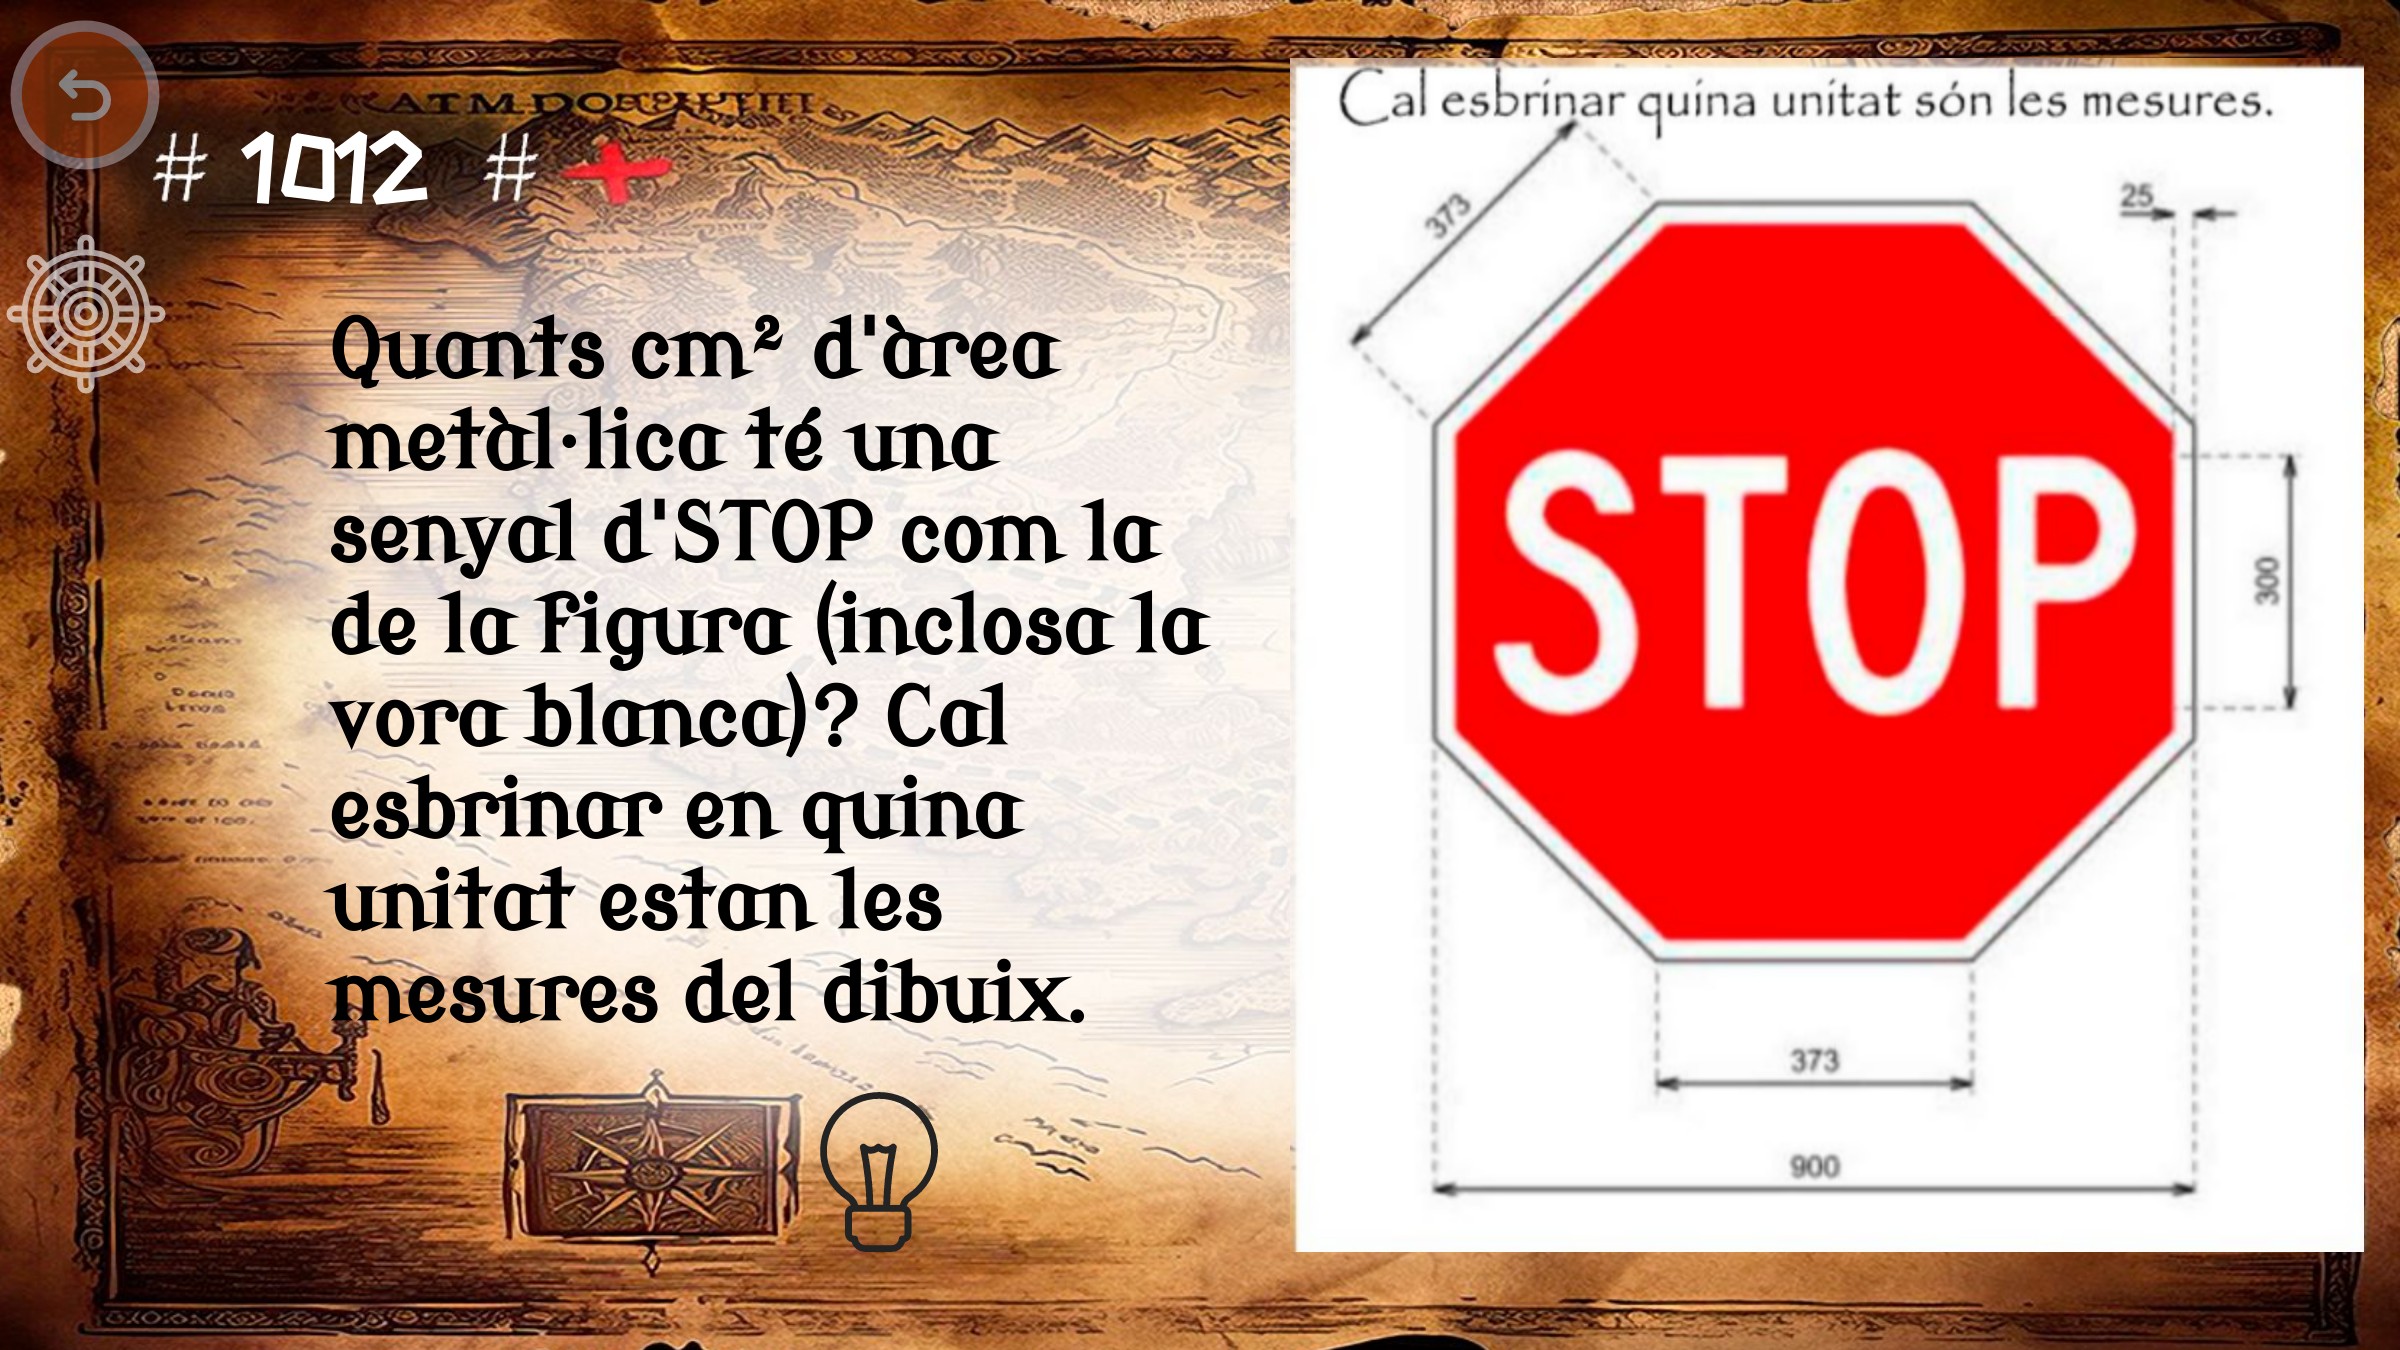 # 1012 #
Quants cm² d'àrea
metàl·lica té una
senyal d'STOP com la
de la figura (inclosa la
vora blanca)? Cal
esbrinar en quina
unitat estan les
mesures del dibuix.
Cal esbrinar quina unitat són les mesures.
373
25
STOP
300
373
900